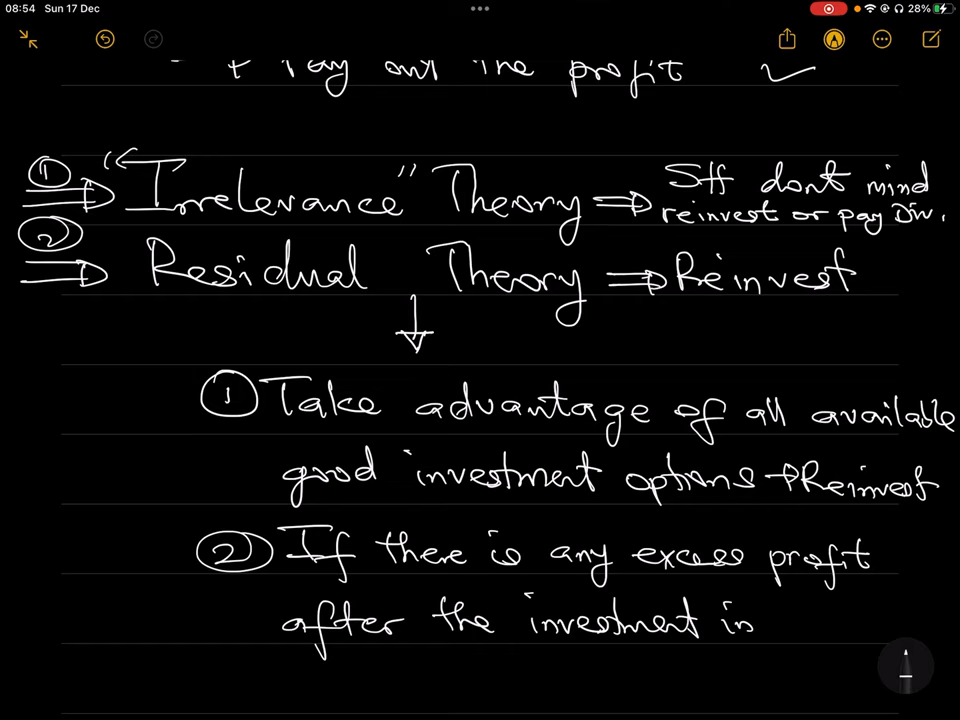 08:54 Sun 17 Dec 28%
+ Pay out the profit
① "Irrelevance" Theory ⇒ SH dont mind
reinvest or pay Div.
② Residual Theory ⇒ Reinvest
① Take advantage of all available
good investment options + Reinvest
② If there is any excess profit
after the investment in